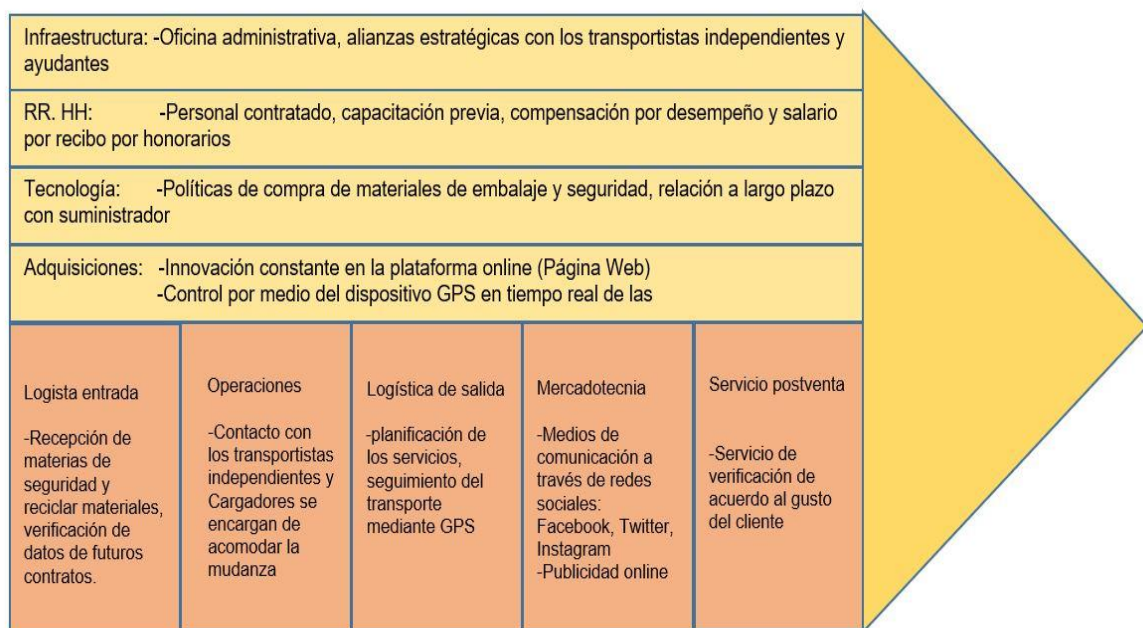 Infraestructura: -Oficina administrativa, alianzas estratégicas con los transportistas independientes y
ayudantes
RR. HH: -Personal contratado, capacitación previa, compensación por desempeño y salario
por recibo por honorarios
Tecnología: -Políticas de compra de materiales de embalaje y seguridad, relación a largo plazo
con suministrador
Adquisiciones: -Innovación constante en la plataforma online (Página Web)
-Control por medio del dispositivo GPS en tiempo real de las
Logista entrada
-Recepción de
materias de
seguridad y
reciclar materiales,
verificación de
datos de futuros
contratos.
Operaciones
-Contacto con
los transportistas
independientes y
Cargadores se
encargan de
acomodar la
mudanza
Logística de salida
-planificación de
los servicios,
seguimiento del
transporte
mediante GPS
Mercadotecnia
-Medios de
comunicación a
través de redes
sociales:
Facebook, Twitter,
Instagram
-Publicidad online
Servicio postventa
-Servicio de
verificación de
acuerdo al gusto
del cliente